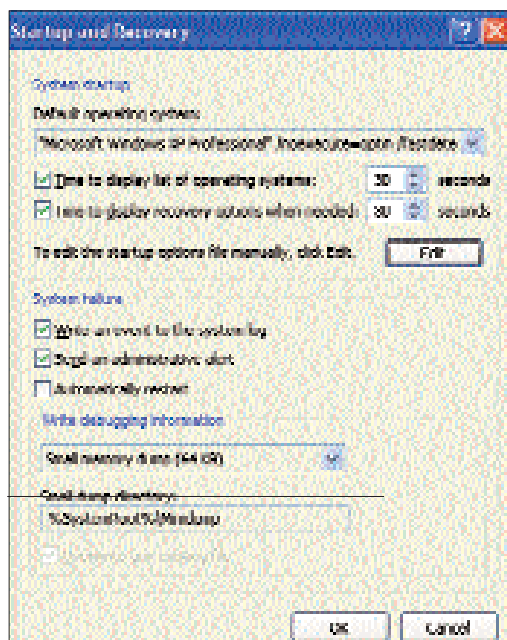 Startup and Recovery
System startup
Default operating system:
"Microsoft Windows XP Professional" /noexecute=optin /fastdete
Time to display list of operating systems: 30 seconds
Time to display recovery options when needed: 30 seconds
To edit the startup options file manually, click Edit. Edit
System failure
Write an event to the system log
Send an administrative alert
Automatically restart
Write debugging information
Small memory dump (64 KB)
Small dump directory:
%SystemRoot%\Minidump
OK Cancel